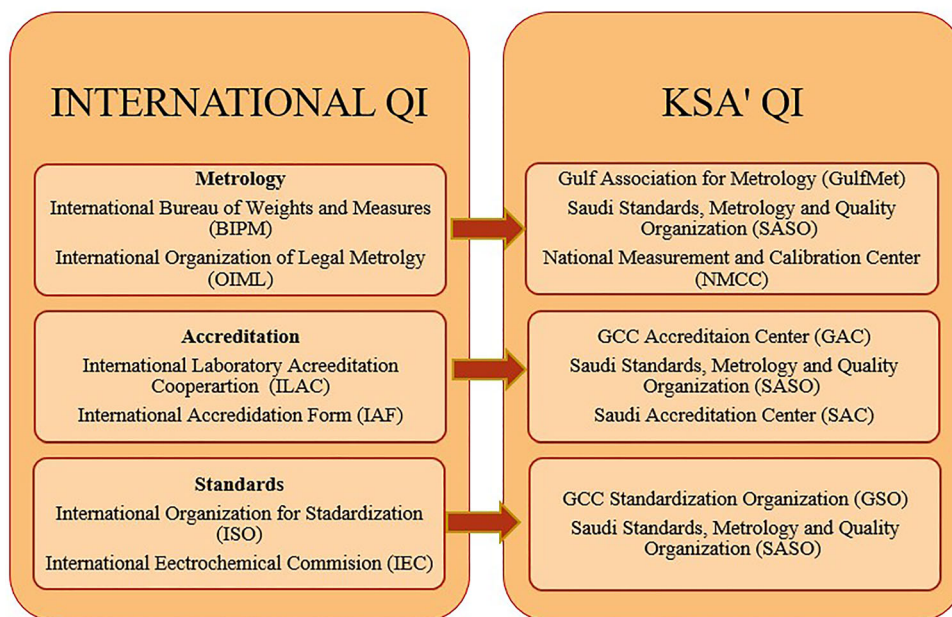 INTERNATIONAL QI
Metrology
International Bureau of Weights and Measures
(BIPM)
International Organization of Legal Metrolgy
(OIML)
Accreditation
International Laboratory Acreeditation
Coopertartion (ILAC)
International Accredidation Form (IAF)
Standards
International Organization for Stadardization
(ISO)
International Eectrochemical Commision (IEC)
KSA' QI
Gulf Association for Metrology (GulfMet)
Saudi Standards, Metrology and Quality
Organization (SASO)
National Measurement and Calibration Center
(NMCC)
GCC Accreditaion Center (GAC)
Saudi Standards, Metrology and Quality
Organization (SASO)
Saudi Accreditation Center (SAC)
GCC Standardization Organization (GSO)
Saudi Standards, Metrology and Quality
Organization (SASO)